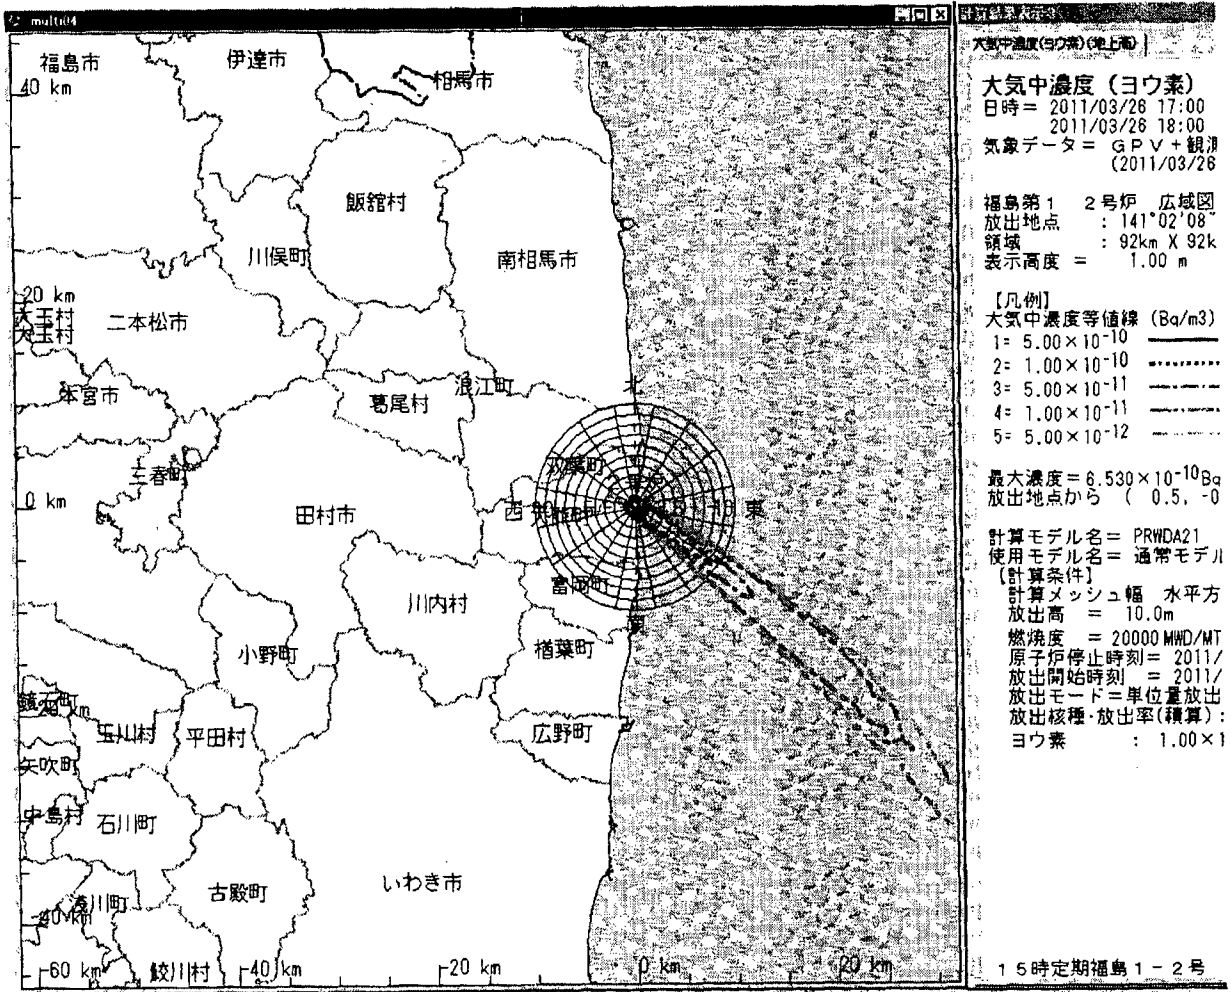 multi04
計算結果表示
大気中濃度(ヨウ素)(地上高)
福島市
伊達市
相馬市
40 km
飯舘村
川俣町
南相馬市
20 km
大玉村
大玉村
二本松市
本宮市
葛尾村
浪江町
北
三春町
双葉町
0 km
田村市
西
大熊町
東
富岡町
川内村
南
小野町
楢葉町
鏡石町
玉川村
平田村
広野町
矢吹町
中島村
石川町
浅川町
-40 km
古殿町
いわき市
鮫川村
-60 km
-40 km
-20 km
0 km
20 km
大気中濃度(ヨウ素)
日時= 2011/03/26 17:00
2011/03/26 18:00
気象データ= GPV+観測
(2011/03/26
福島第1 2号炉 広域図
放出地点 : 141°02'08"
領域 : 92km X 92k
表示高度 = 1.00 m
【凡例】
大気中濃度等値線 (Bq/m3)
1= 5.00×10-10
2= 1.00×10-10
3= 5.00×10-11
4= 1.00×10-11
5= 5.00×10-12
最大濃度=6.530×10-10Bq
放出地点から ( 0.5, -0
計算モデル名= PRWDA21
使用モデル名= 通常モデル
【計算条件】
計算メッシュ幅 水平方
放出高 = 10.0m
燃焼度 = 20000MWD/MT
原子炉停止時刻= 2011/
放出開始時刻 = 2011/
放出モード=単位量放出
放出核種・放出率(積算):
ヨウ素 : 1.00×1
15時定期福島1-2号